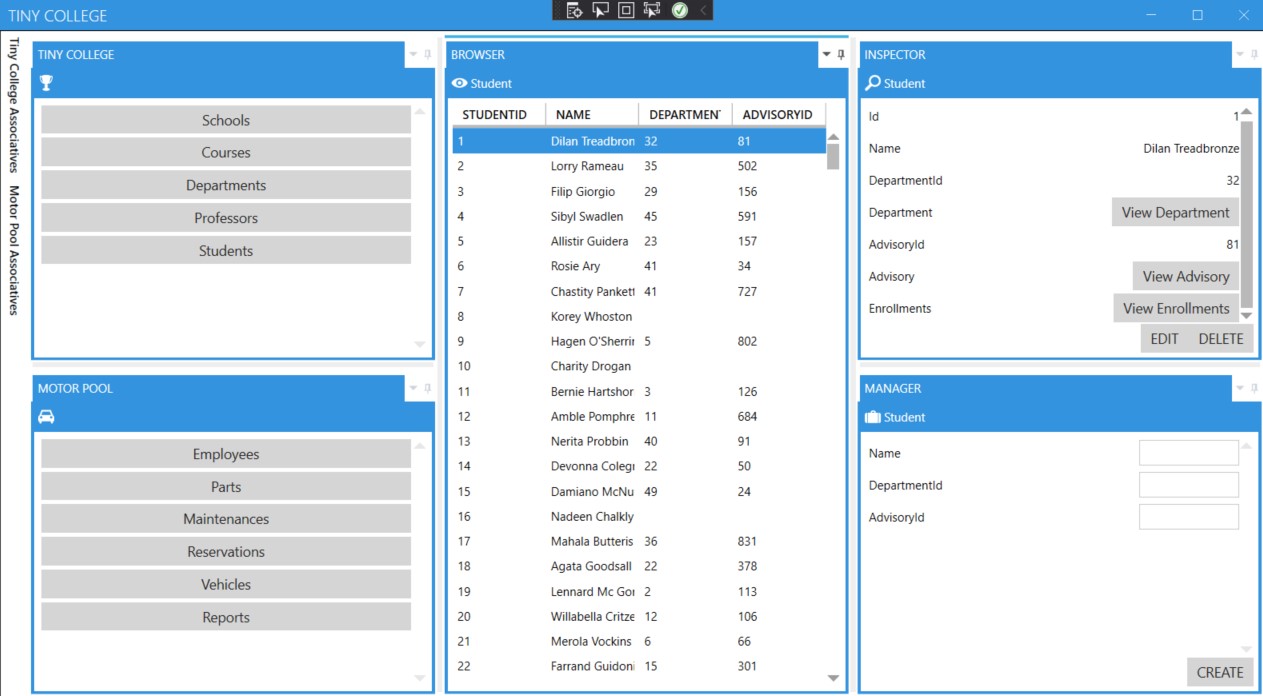 TINY COLLEGE
Tiny College Associatives
Motor Pool Associatives
TINY COLLEGE
Schools
Courses
Departments
Professors
Students
MOTOR POOL
Employees
Parts
Maintenances
Reservations
Vehicles
Reports
BROWSER
Student
STUDENTID NAME DEPARTMEN ADVISORYID
1 Dilan Treadbron 32 81
2 Lorry Rameau 35 502
3 Filip Giorgio 29 156
4 Sibyl Swadlen 45 591
5 Allistir Guidera 23 157
6 Rosie Ary 41 34
7 Chastity Pankett 41 727
8 Korey Whoston
9 Hagen O'Sherrin 5 802
10 Charity Drogan
11 Bernie Hartshor 3 126
12 Amble Pomphre 11 684
13 Nerita Probbin 40 91
14 Devonna Colegr 22 50
15 Damiano McNu 49 24
16 Nadeen Chalkly
17 Mahala Butteris 36 831
18 Agata Goodsall 22 378
19 Lennard Mc Gor 2 113
20 Willabella Critze 12 106
21 Merola Vockins 6 66
22 Farrand Guidoni 15 301
INSPECTOR
Student
Id 1
Name Dilan Treadbronze
DepartmentId 32
Department View Department
AdvisoryId 81
Advisory View Advisory
Enrollments View Enrollments
EDIT DELETE
MANAGER
Student
Name
DepartmentId
AdvisoryId
CREATE